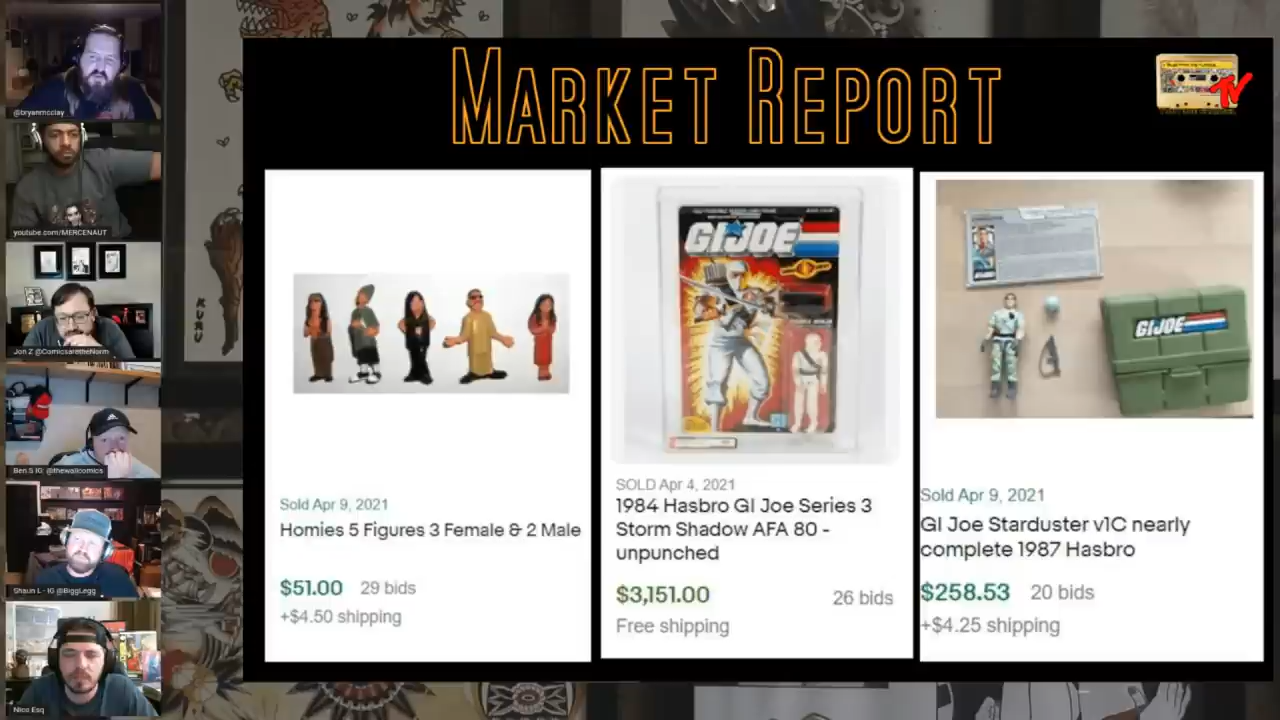 MARKET REPORT
TV
@bryanmcclay
youtube.com/MERCENAUT
Jon Z @ComicsaretheNorm
Ben S IG: @thewallcomics
Shaun L - IG @BiggLegg
Nico Esq
KURU
Sold Apr 9, 2021
Homies 5 Figures 3 Female & 2 Male
$51.00 29 bids
+$4.50 shipping
GI JOE
SOLD Apr 4, 2021
1984 Hasbro GI Joe Series 3
Storm Shadow AFA 80 -
unpunched
$3,151.00 26 bids
Free shipping
GI JOE
Sold Apr 9, 2021
GI Joe Starduster v1C nearly
complete 1987 Hasbro
$258.53 20 bids
+$4.25 shipping